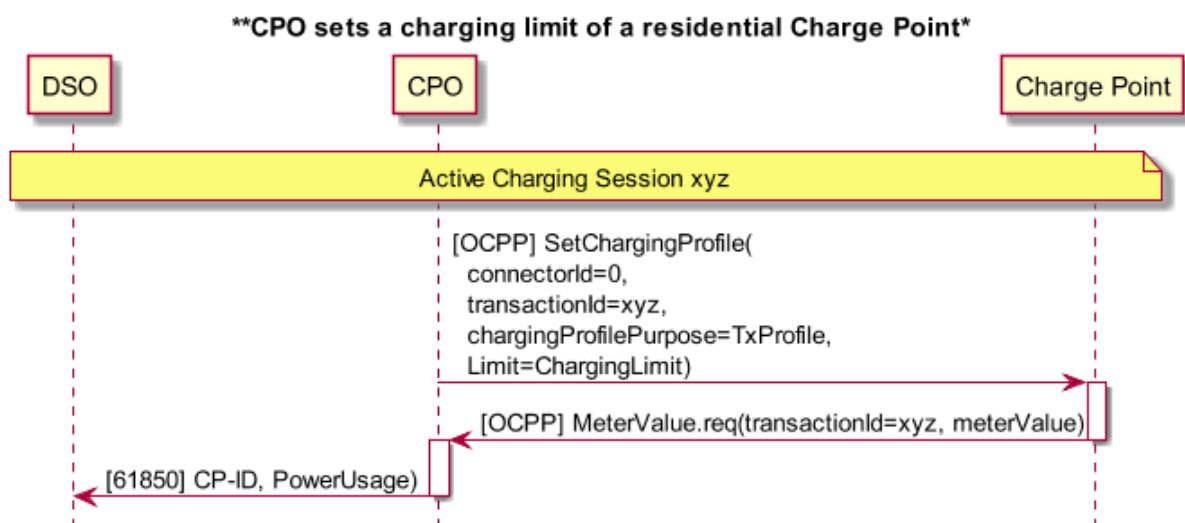 **CPO sets a charging limit of a residential Charge Point*
DSO
CPO
Charge Point
Active Charging Session xyz
[OCPP] SetChargingProfile(
connectorId=0,
transactionId=xyz,
chargingProfilePurpose=TxProfile,
Limit=ChargingLimit)
[OCPP] MeterValue.req(transactionId=xyz, meterValue)
[61850] CP-ID, PowerUsage)